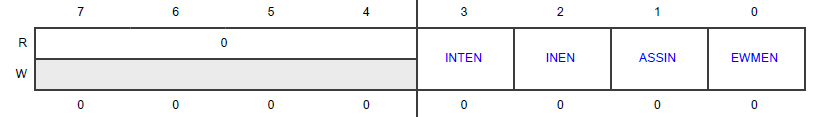 7 6 5 4 3 2 1 0
R 0 INTEN INEN ASSIN EWMEN
W
0 0 0 0 0 0 0 0